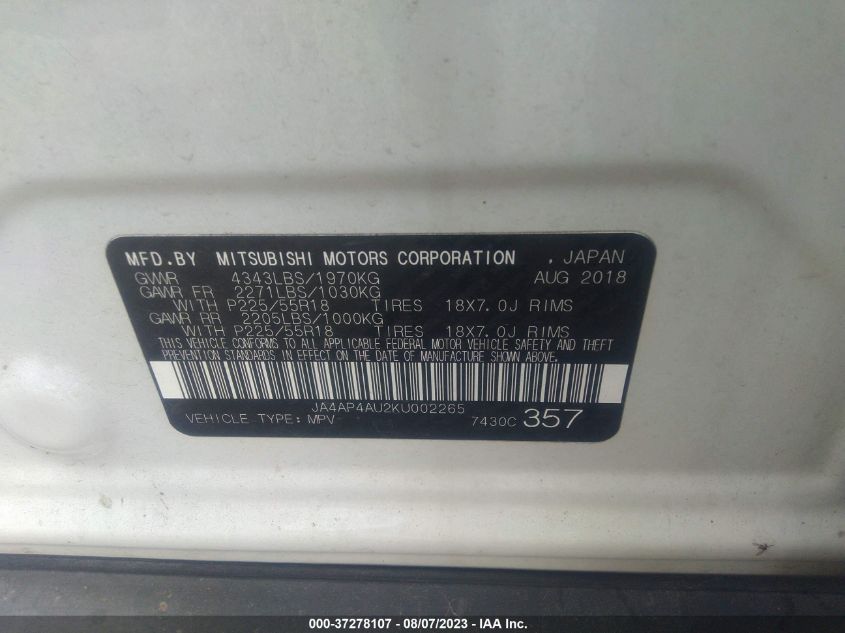 MFD.BY MITSUBISHI MOTORS CORPORATION , JAPAN
GVWR 4343LBS/1970KG AUG 2018
GAWR FR 2271LBS/1030KG
WITH P225/55R18 TIRES 18X7.0J RIMS
GAWR RR 2205LBS/1000KG
WITH P225/55R18 TIRES 18X7.0J RIMS
THIS VEHICLE CONFORMS TO ALL APPLICABLE FEDERAL MOTOR VEHICLE SAFETY AND THEFT
PREVENTION STANDARDS IN EFFECT ON THE DATE OF MANUFACTURE SHOWN ABOVE.
JA4AP4AU2KU002265
VEHICLE TYPE: MPV 7430C 357
000-37278107 - 08/07/2023 - IAA Inc.